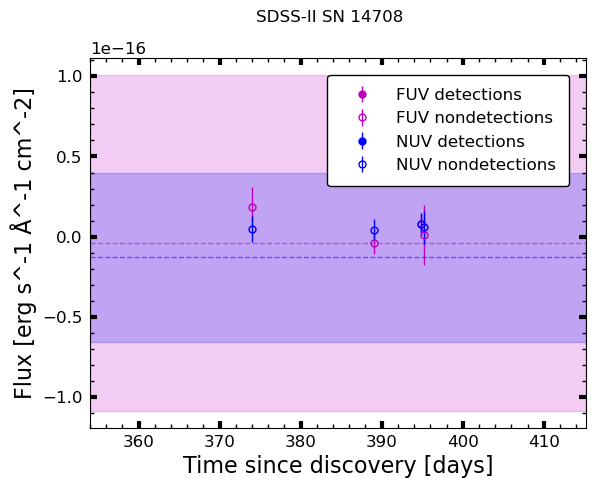 SDSS-II SN 14708
1e−16
FUV detections
FUV nondetections
NUV detections
NUV nondetections
1.0
0.5
0.0
−0.5
−1.0
Flux [erg s^-1 Å^-1 cm^-2]
360 370 380 390 400 410
Time since discovery [days]